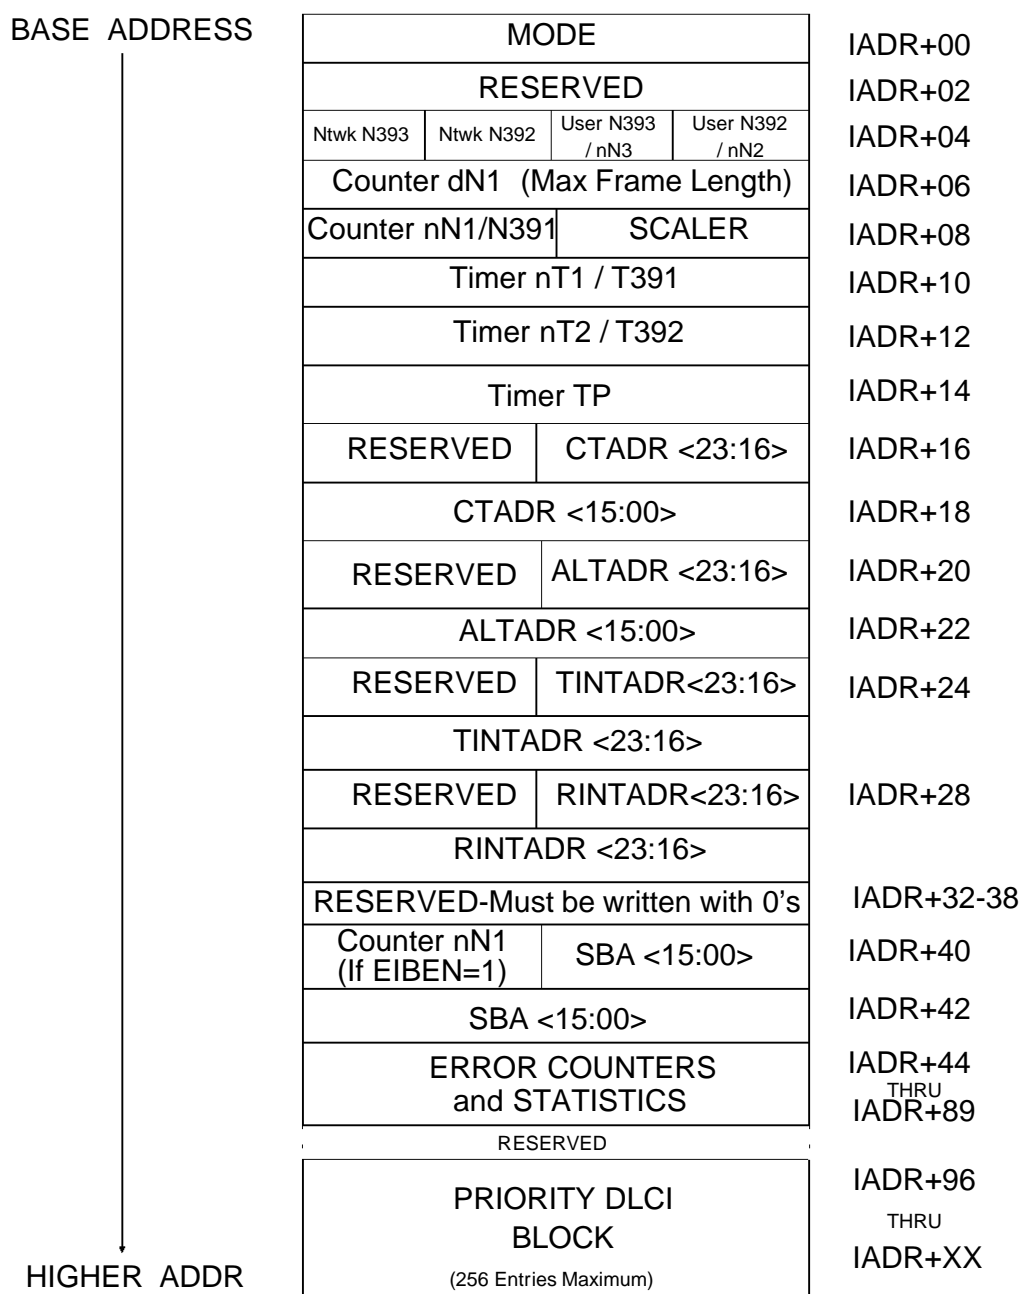 BASE ADDRESS
MODE
IADR+00
RESERVED
IADR+02
Ntwk N393
Ntwk N392
User N393
/ nN3
User N392
/ nN2
IADR+04
Counter dN1 (Max Frame Length)
IADR+06
Counter nN1/N391
SCALER
IADR+08
Timer nT1 / T391
IADR+10
Timer nT2 / T392
IADR+12
Timer TP
IADR+14
RESERVED
CTADR <23:16>
IADR+16
CTADR <15:00>
IADR+18
RESERVED
ALTADR <23:16>
IADR+20
ALTADR <15:00>
IADR+22
RESERVED
TINTADR<23:16>
IADR+24
TINTADR <23:16>
RESERVED
RINTADR<23:16>
IADR+28
RINTADR <23:16>
RESERVED-Must be written with 0's
IADR+32-38
Counter nN1
(If EIBEN=1)
SBA <15:00>
IADR+40
SBA <15:00>
IADR+42
ERROR COUNTERS
and STATISTICS
IADR+44
THRU
IADR+89
RESERVED
PRIORITY DLCI
BLOCK
(256 Entries Maximum)
IADR+96
THRU
IADR+XX
HIGHER ADDR